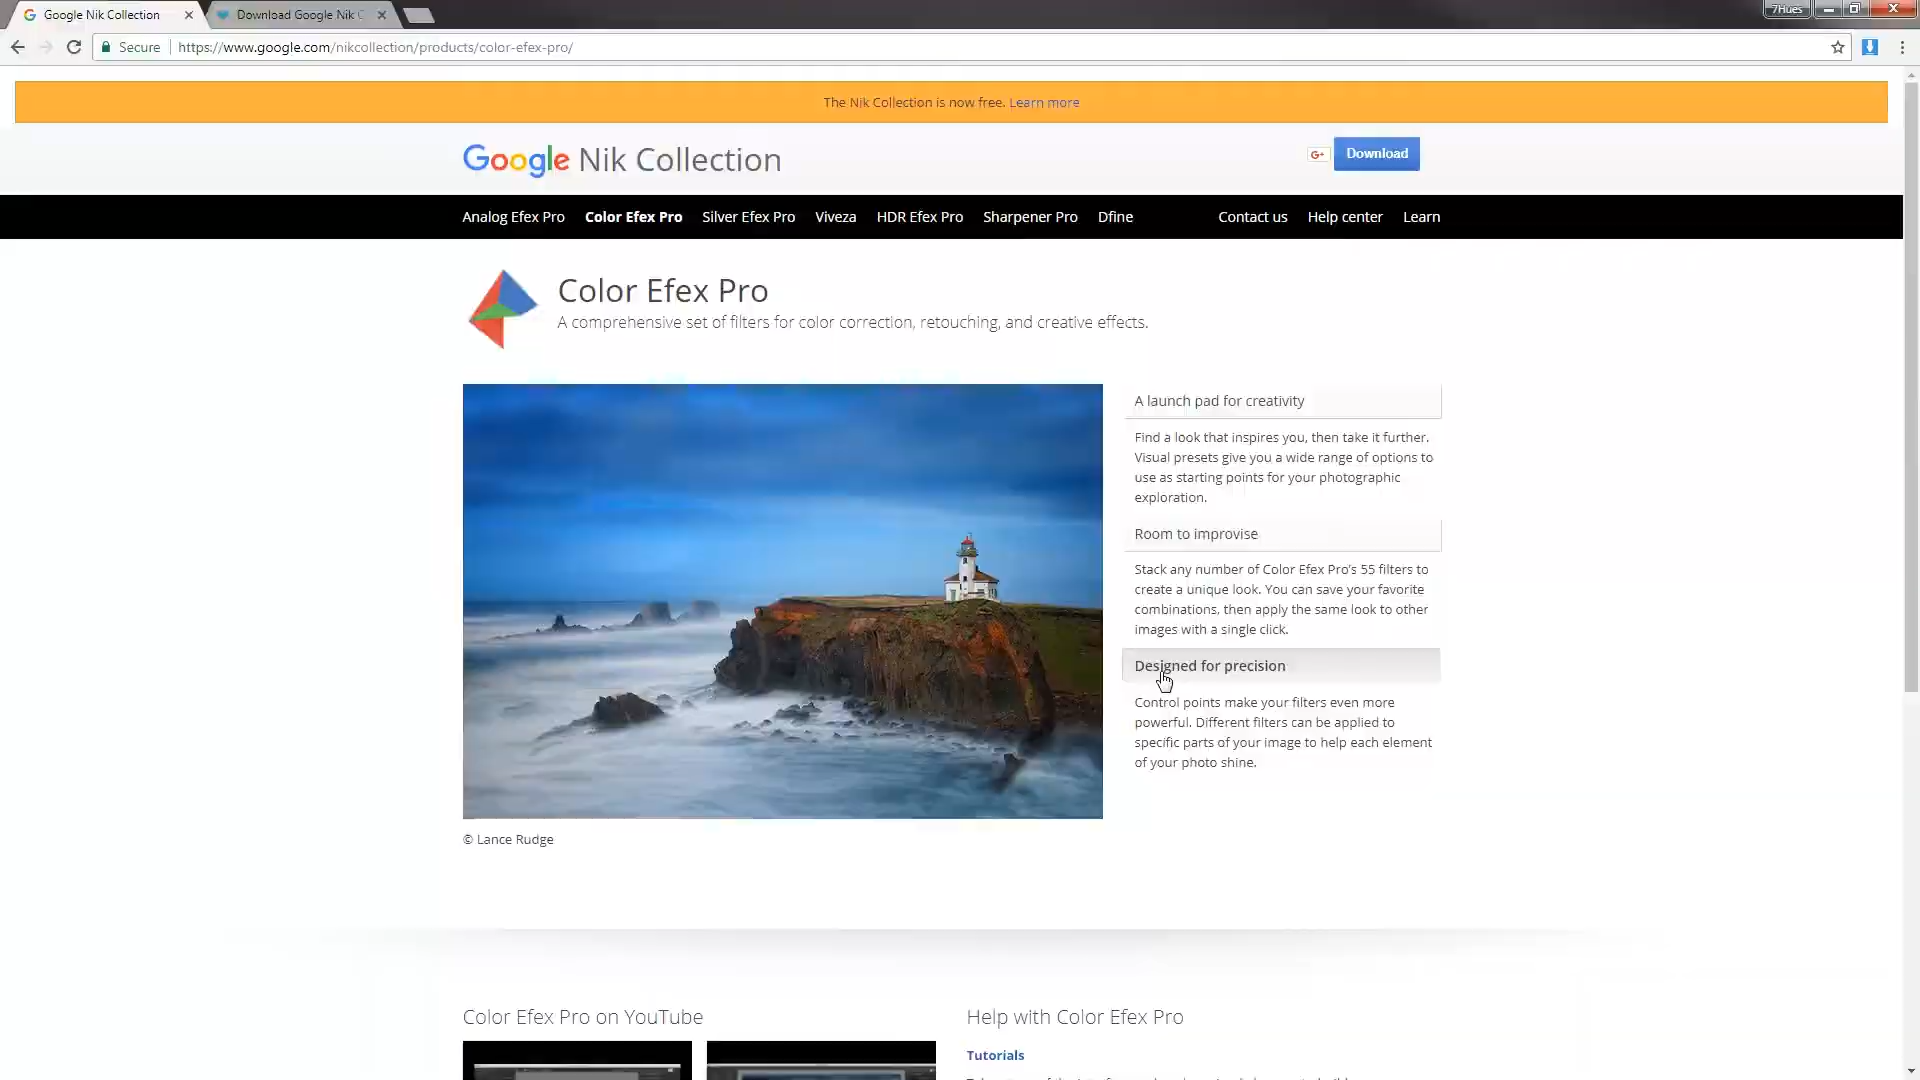 Google Nik Collection
Download Google Nik C
7Hues
Secure
https://www.google.com/nikcollection/products/color-efex-pro/
The Nik Collection is now free. Learn more
Google Nik Collection
G+
Download
Analog Efex Pro
Color Efex Pro
Silver Efex Pro
Viveza
HDR Efex Pro
Sharpener Pro
Dfine
Contact us
Help center
Learn
Color Efex Pro
A comprehensive set of filters for color correction, retouching, and creative effects.
A launch pad for creativity
Find a look that inspires you, then take it further.
Visual presets give you a wide range of options to
use as starting points for your photographic
exploration.
Room to improvise
Stack any number of Color Efex Pro's 55 filters to
create a unique look. You can save your favorite
combinations, then apply the same look to other
images with a single click.
Designed for precision
Control points make your filters even more
powerful. Different filters can be applied to
specific parts of your image to help each element
of your photo shine.
© Lance Rudge
Color Efex Pro on YouTube
Help with Color Efex Pro
Tutorials